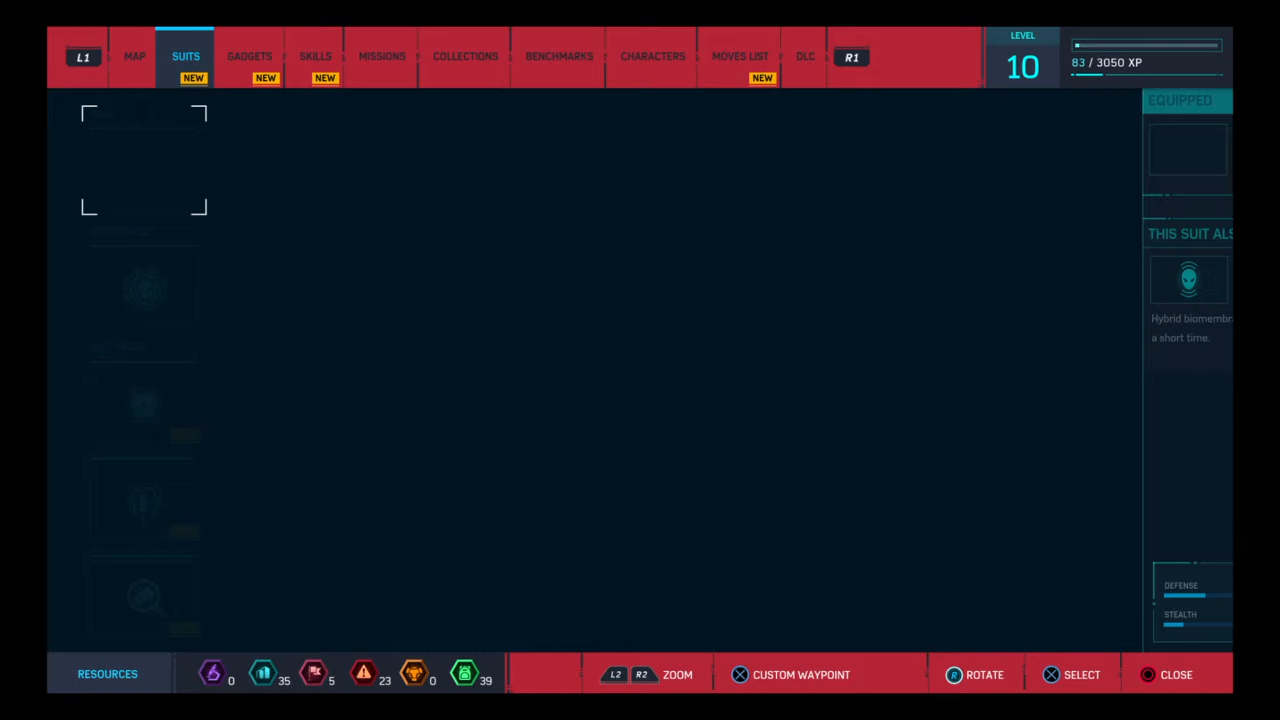 L1 MAP SUITS GADGETS SKILLS MISSIONS COLLECTIONS BENCHMARKS CHARACTERS MOVES LIST DLC R1
NEW NEW NEW NEW
LEVEL
10
83 / 3050 XP
EQUIPPED
THIS SUIT ALS
Hybrid biomembra
a short time.
DEFENSE
STEALTH
RESOURCES 0 35 5 23 0 39 L2 R2 ZOOM CUSTOM WAYPOINT R ROTATE SELECT CLOSE